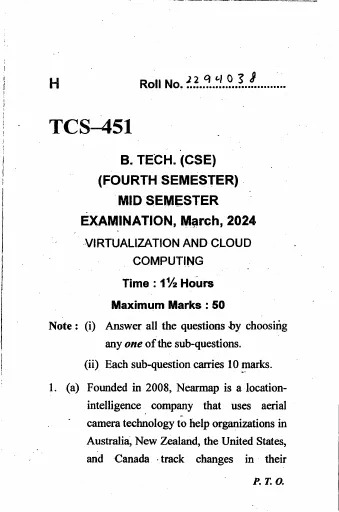 H
Roll No. 2294038
TCS–451
B. TECH. (CSE)
(FOURTH SEMESTER)
MID SEMESTER
EXAMINATION, March, 2024
VIRTUALIZATION AND CLOUD
COMPUTING
Time : 1½ Hours
Maximum Marks : 50
Note : (i) Answer all the questions by choosing
any one of the sub-questions.
(ii) Each sub-question carries 10 marks.
1. (a) Founded in 2008, Nearmap is a location-
intelligence company that uses aerial
camera technology to help organizations in
Australia, New Zealand, the United States,
and Canada track changes in their
P. T. O.